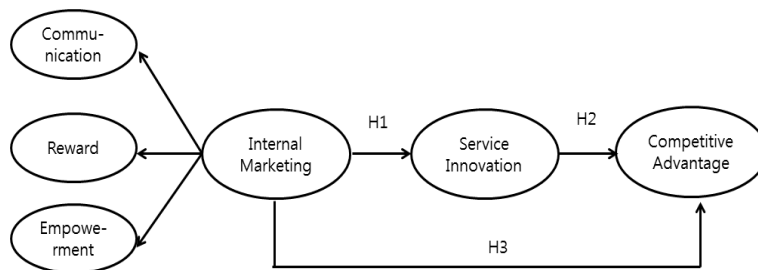 Commu-
nication
Reward
Empowe-
rment
Internal
Marketing
H1
Service
Innovation
H2
Competitive
Advantage
H3